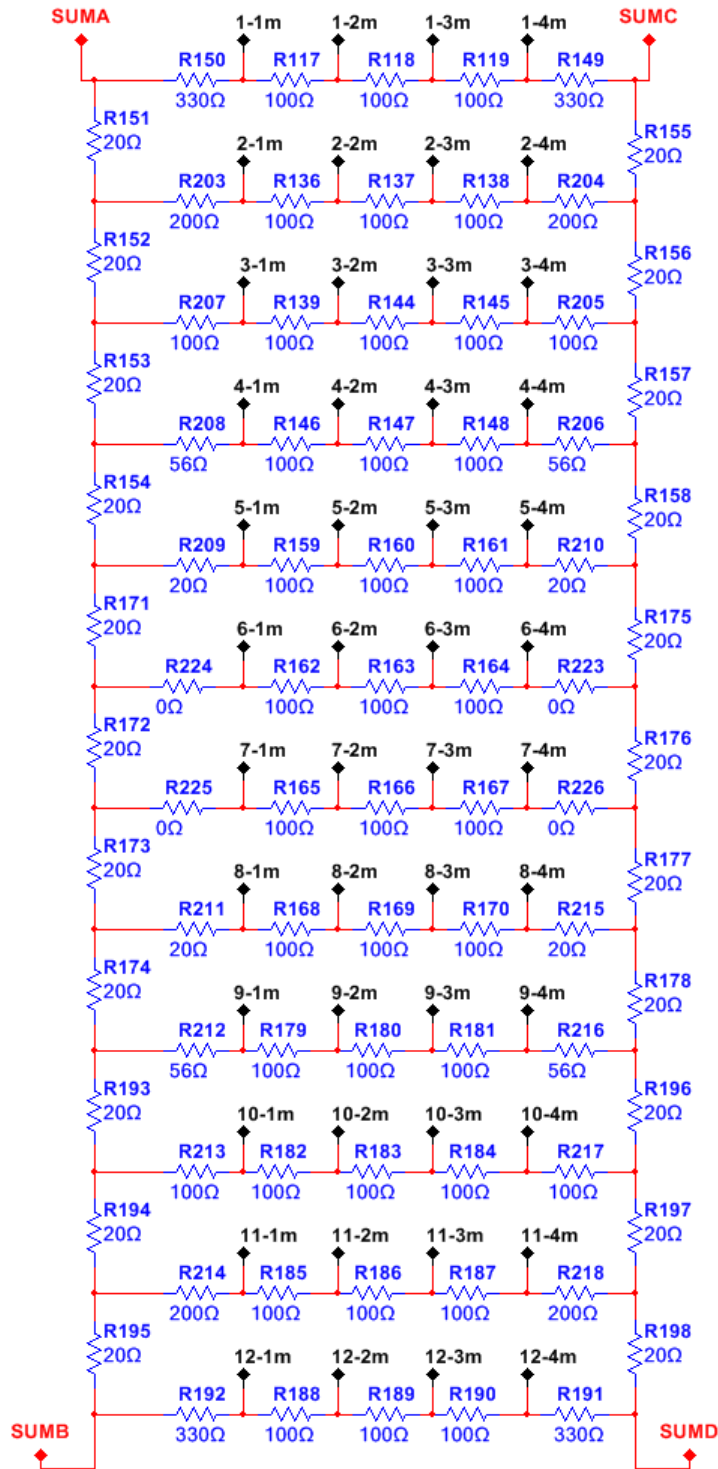 SUMA SUMC
1-1m 1-2m 1-3m 1-4m
R150 R117 R118 R119 R149
330Ω 100Ω 100Ω 100Ω 330Ω
R151 R155
20Ω 20Ω
2-1m 2-2m 2-3m 2-4m
R203 R136 R137 R138 R204
200Ω 100Ω 100Ω 100Ω 200Ω
R152 R156
20Ω 20Ω
3-1m 3-2m 3-3m 3-4m
R207 R139 R144 R145 R205
100Ω 100Ω 100Ω 100Ω 100Ω
R153 R157
20Ω 20Ω
4-1m 4-2m 4-3m 4-4m
R208 R146 R147 R148 R206
56Ω 100Ω 100Ω 100Ω 56Ω
R154 R158
20Ω 20Ω
5-1m 5-2m 5-3m 5-4m
R209 R159 R160 R161 R210
20Ω 100Ω 100Ω 100Ω 20Ω
R171 R175
20Ω 20Ω
6-1m 6-2m 6-3m 6-4m
R224 R162 R163 R164 R223
0Ω 100Ω 100Ω 100Ω 0Ω
R172 R176
20Ω 20Ω
7-1m 7-2m 7-3m 7-4m
R225 R165 R166 R167 R226
0Ω 100Ω 100Ω 100Ω 0Ω
R173 R177
20Ω 20Ω
8-1m 8-2m 8-3m 8-4m
R211 R168 R169 R170 R215
20Ω 100Ω 100Ω 100Ω 20Ω
R174 R178
20Ω 20Ω
9-1m 9-2m 9-3m 9-4m
R212 R179 R180 R181 R216
56Ω 100Ω 100Ω 100Ω 56Ω
R193 R196
20Ω 20Ω
10-1m 10-2m 10-3m 10-4m
R213 R182 R183 R184 R217
100Ω 100Ω 100Ω 100Ω 100Ω
R194 R197
20Ω 20Ω
11-1m 11-2m 11-3m 11-4m
R214 R185 R186 R187 R218
200Ω 100Ω 100Ω 100Ω 200Ω
R195 R198
20Ω 20Ω
12-1m 12-2m 12-3m 12-4m
R192 R188 R189 R190 R191
330Ω 100Ω 100Ω 100Ω 330Ω
SUMB SUMD